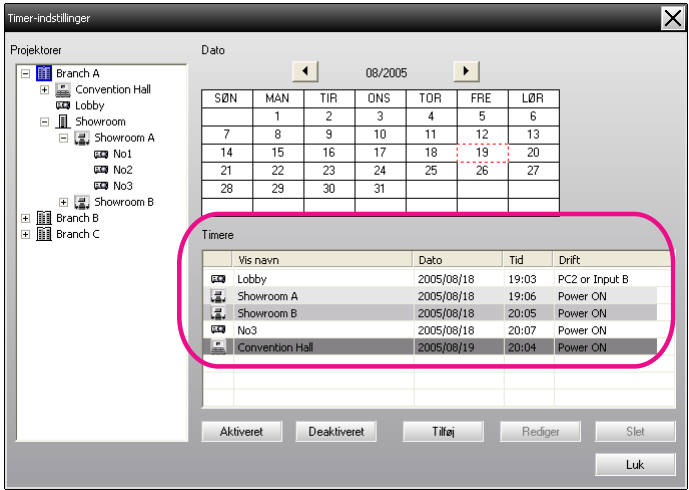 Timer-indstillinger
Projektorer
Branch A
Convention Hall
Lobby
Showroom
Showroom A
No1
No2
No3
Showroom B
Branch B
Branch C
Dato
08/2005
SØN MAN TIR ONS TOR FRE LØR
1 2 3 4 5 6
7 8 9 10 11 12 13
14 15 16 17 18 19 20
21 22 23 24 25 26 27
28 29 30 31
Timere
Vis navn Dato Tid Drift
Lobby 2005/08/18 19:03 PC2 or Input B
Showroom A 2005/08/18 19:06 Power ON
Showroom B 2005/08/18 20:05 Power ON
No3 2005/08/18 20:07 Power ON
Convention Hall 2005/08/19 20:04 Power ON
Aktiveret Deaktiveret Tilføj Rediger Slet
Luk